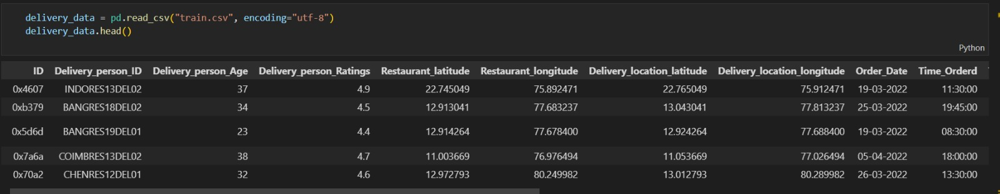 delivery_data = pd.read_csv("train.csv", encoding="utf-8")
delivery_data.head()
Python
ID Delivery_person_ID Delivery_person_Age Delivery_person_Ratings Restaurant_latitude Restaurant_longitude Delivery_location_latitude Delivery_location_longitude Order_Date Time_Orderd
0x4607 INDORES13DEL02 37 4.9 22.745049 75.892471 22.765049 75.912471 19-03-2022 11:30:00
0xb379 BANGRES18DEL02 34 4.5 12.913041 77.683237 13.043041 77.813237 25-03-2022 19:45:00
0x5d6d BANGRES19DEL01 23 4.4 12.914264 77.678400 12.924264 77.688400 19-03-2022 08:30:00
0x7a6a COIMBRES13DEL02 38 4.7 11.003669 76.976494 11.053669 77.026494 05-04-2022 18:00:00
0x70a2 CHENRES12DEL01 32 4.6 12.972793 80.249982 13.012793 80.289982 26-03-2022 13:30:00